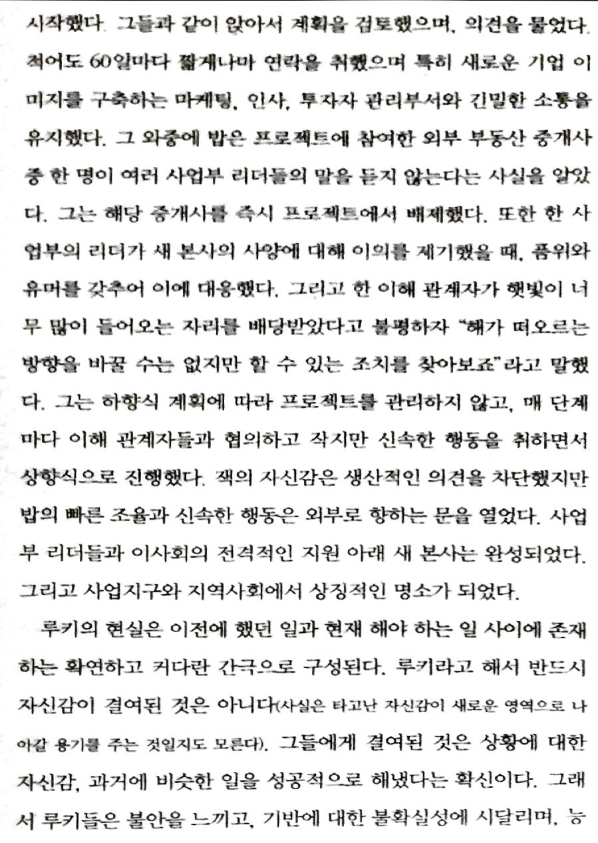 시작했다. 그들과 같이 앉아서 계획을 검토했으며, 의견을 물었다.
적어도 60일마다 짧게나마 연락을 취했으며 특히 새로운 기업 이
미지를 구축하는 마케팅, 인사, 투자자 관리부서와 긴밀한 소통을
유지했다. 그 와중에 밥은 프로젝트에 참여한 외부 부동산 중개사
중 한 명이 여러 사업부 리더들의 말을 듣지 않는다는 사실을 알았
다. 그는 해당 중개사를 즉시 프로젝트에서 배제했다. 또한 한 사
업부의 리더가 새 본사의 사양에 대해 이의를 제기했을 때, 품위와
유머를 갖추어 이에 대응했다. 그리고 한 이해 관계자가 햇빛이 너
무 많이 들어오는 자리를 배당받았다고 불평하자 “해가 떠오르는
방향을 바꿀 수는 없지만 할 수 있는 조치를 찾아보죠”라고 말했
다. 그는 하향식 계획에 따라 프로젝트를 관리하지 않고, 매 단계
마다 이해 관계자들과 협의하고 작지만 신속한 행동을 취하면서
상향식으로 진행했다. 잭의 자신감은 생산적인 의견을 차단했지만
밥의 빠른 조율과 신속한 행동은 외부로 향하는 문을 열었다. 사업
부 리더들과 이사회의 전격적인 지원 아래 새 본사는 완성되었다.
그리고 사업지구와 지역사회에서 상징적인 명소가 되었다.
루키의 현실은 이전에 했던 일과 현재 해야 하는 일 사이에 존재
하는 확연하고 커다란 간극으로 구성된다. 루키라고 해서 반드시
자신감이 결여된 것은 아니다(사실은 타고난 자신감이 새로운 영역으로 나
아갈 용기를 주는 것일지도 모른다). 그들에게 결여된 것은 상황에 대한
자신감, 과거에 비슷한 일을 성공적으로 해냈다는 확신이다. 그래
서 루키들은 불안을 느끼고, 기반에 대한 불확실성에 시달리며, 능